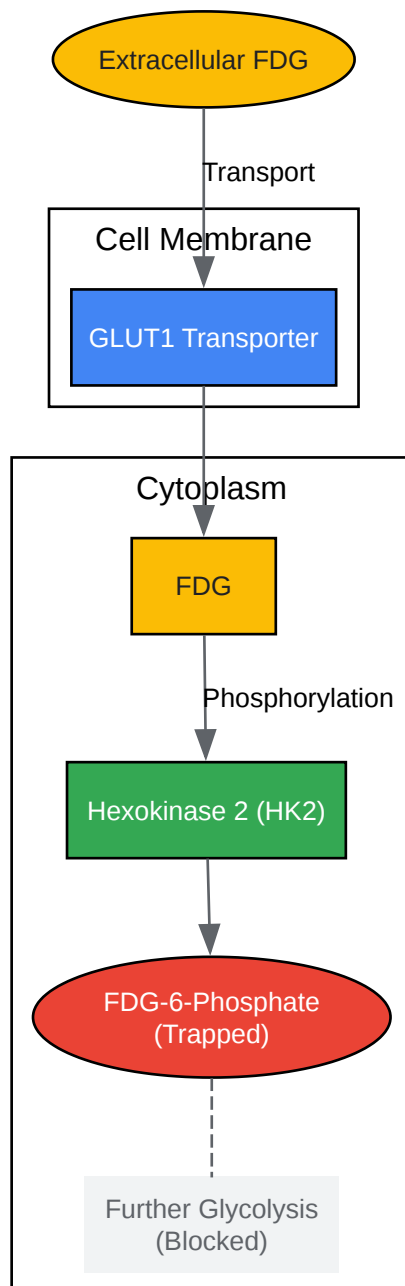 Extracellular FDG
Transport
Cell Membrane
GLUT1 Transporter
Cytoplasm
FDG
Phosphorylation
Hexokinase 2 (HK2)
FDG-6-Phosphate
(Trapped)
Further Glycolysis
(Blocked)